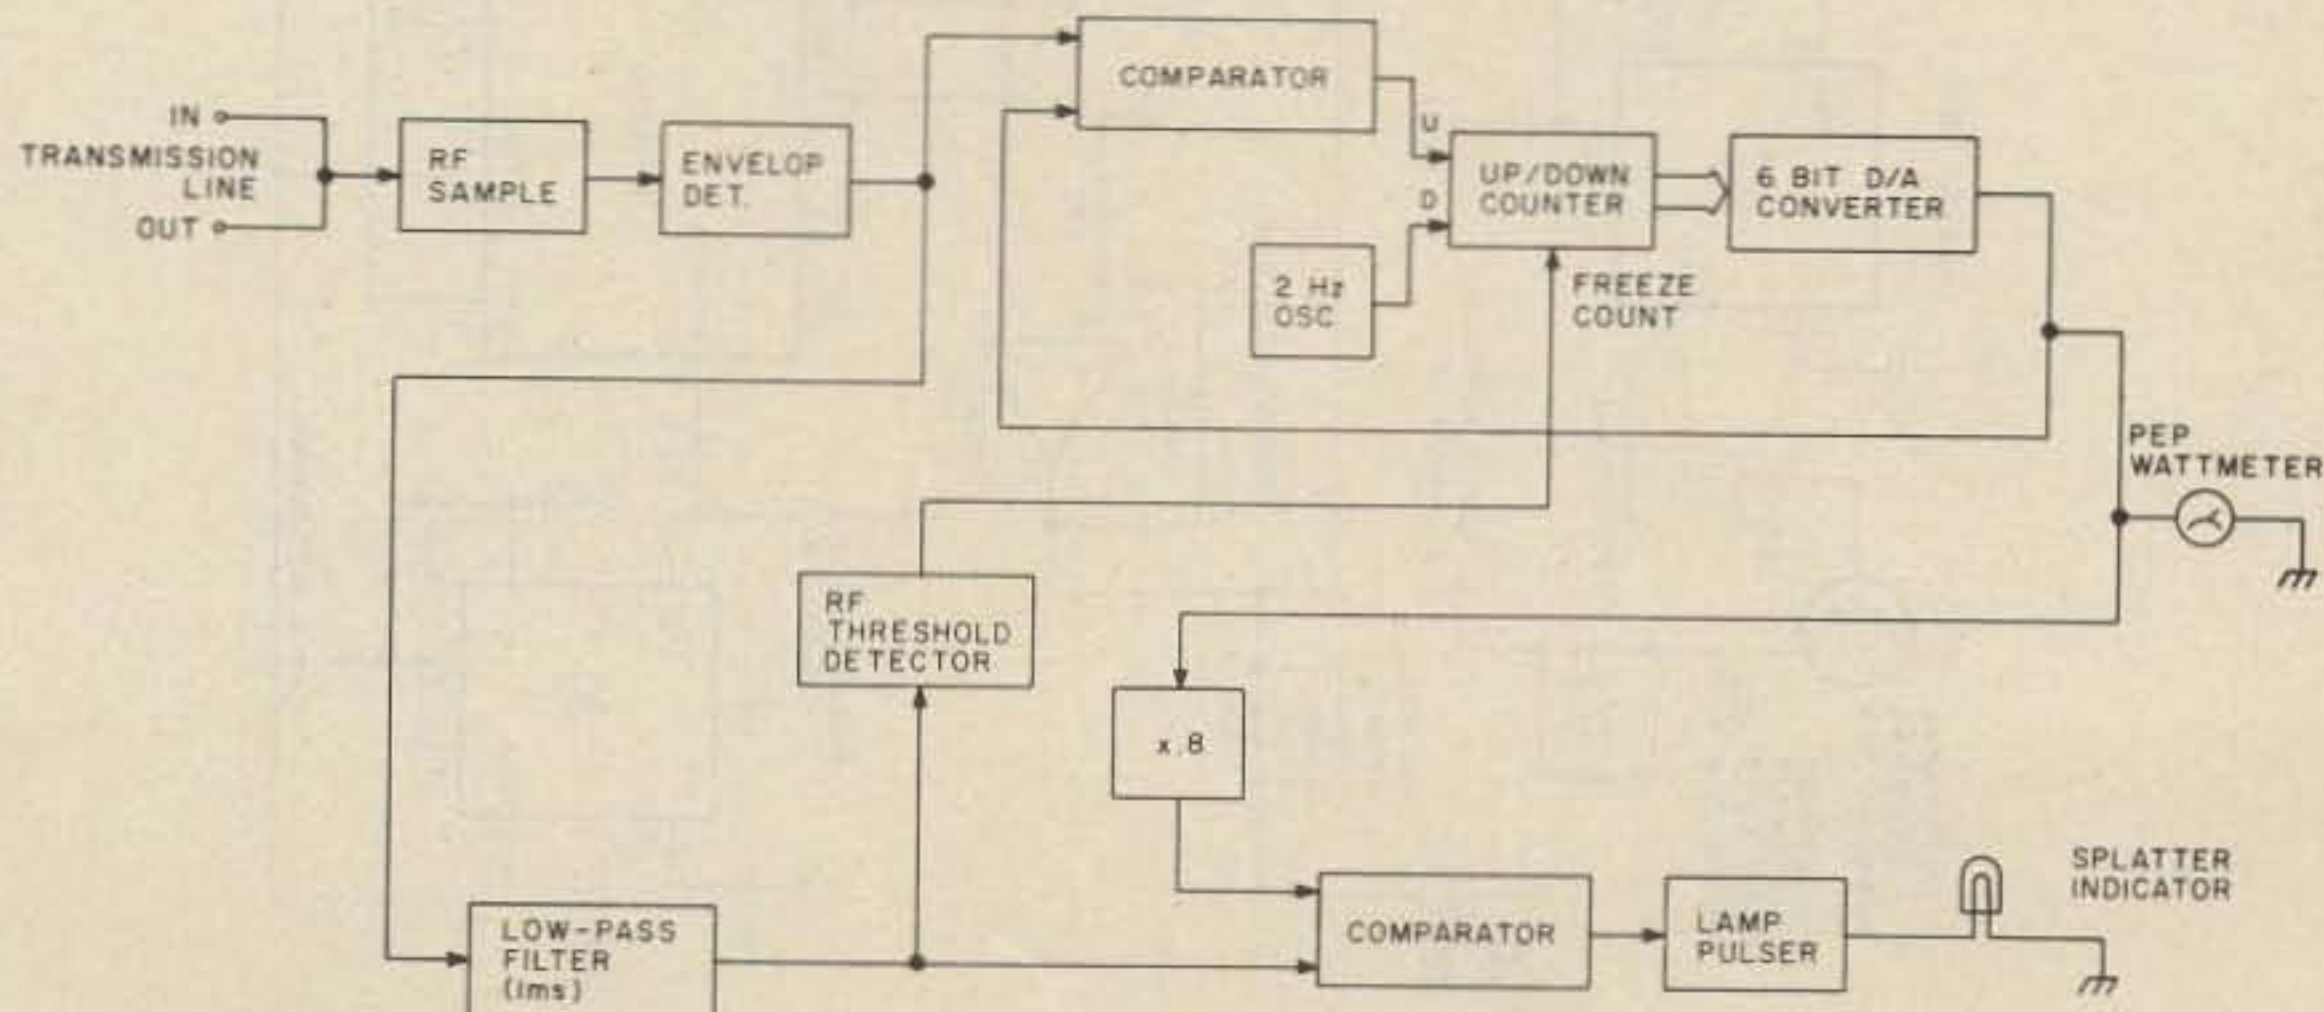 IN
TRANSMISSION
LINE
OUT
RF
SAMPLE
ENVELOP
DET.
COMPARATOR
U
D
UP/DOWN
COUNTER
6 BIT D/A
CONVERTER
2 Hz
OSC
FREEZE
COUNT
PEP
WATTMETER
RF
THRESHOLD
DETECTOR
x.8
LOW-PASS
FILTER
(1ms)
COMPARATOR
LAMP
PULSER
SPLATTER
INDICATOR